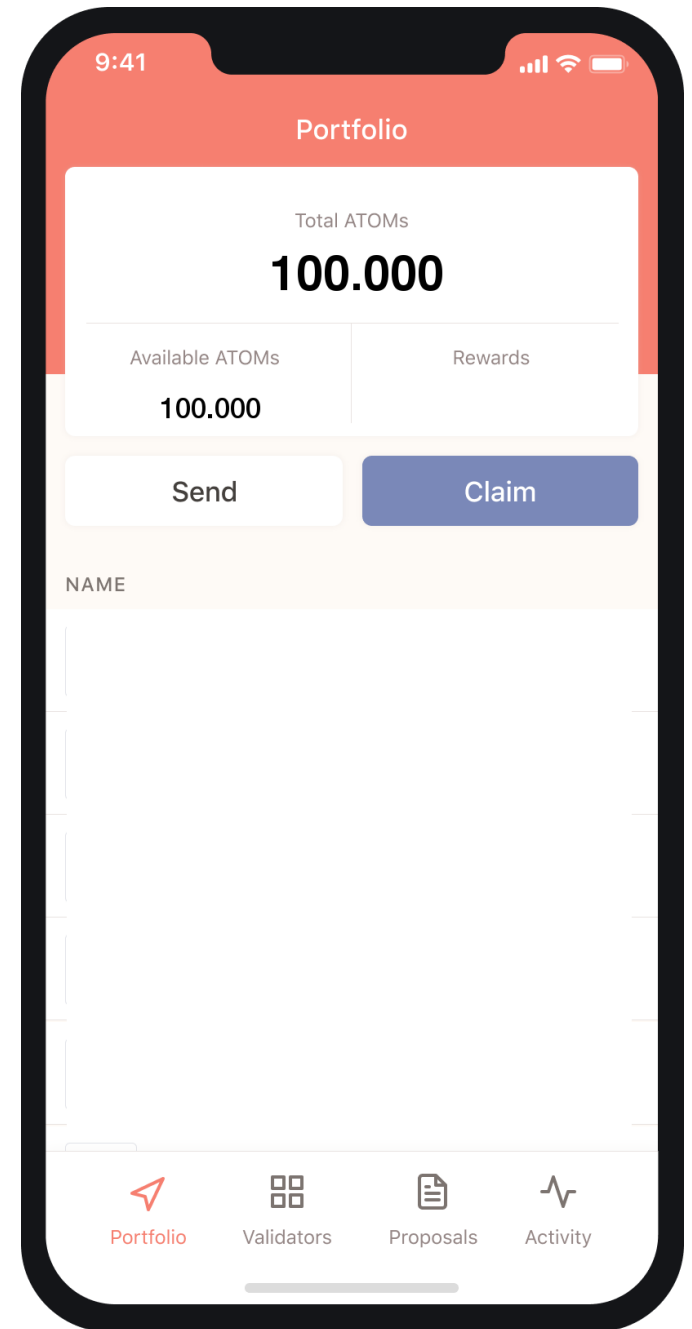 9:41
Portfolio
Total ATOMs
100.000
Available ATOMs
Rewards
100.000
Send
Claim
NAME
Portfolio
Validators
Proposals
Activity